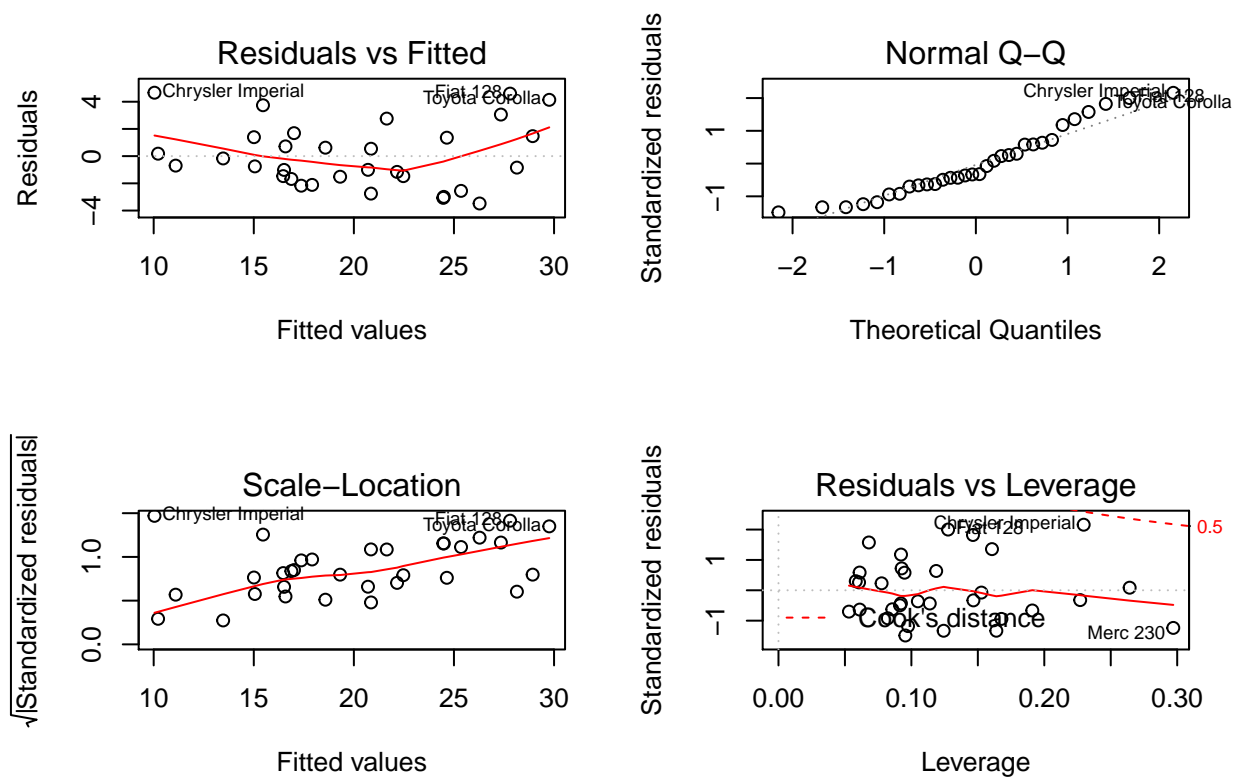 Residuals vs Fitted
Residuals
4
0
−4
Chrysler Imperial
Fiat 128
Toyota Corolla
10 15 20 25 30
Fitted values
Normal Q−Q
Standardized residuals
1
−1
Chrysler Imperial
Fiat 128
Toyota Corolla
−2 −1 0 1 2
Theoretical Quantiles
Scale−Location
√|Standardized residuals|
1.0
0.0
Chrysler Imperial
Fiat 128
Toyota Corolla
10 15 20 25 30
Fitted values
Residuals vs Leverage
Standardized residuals
1
−1
Chrysler Imperial
Fiat 128
0.5
Cook's distance
Merc 230
0.00 0.10 0.20 0.30
Leverage